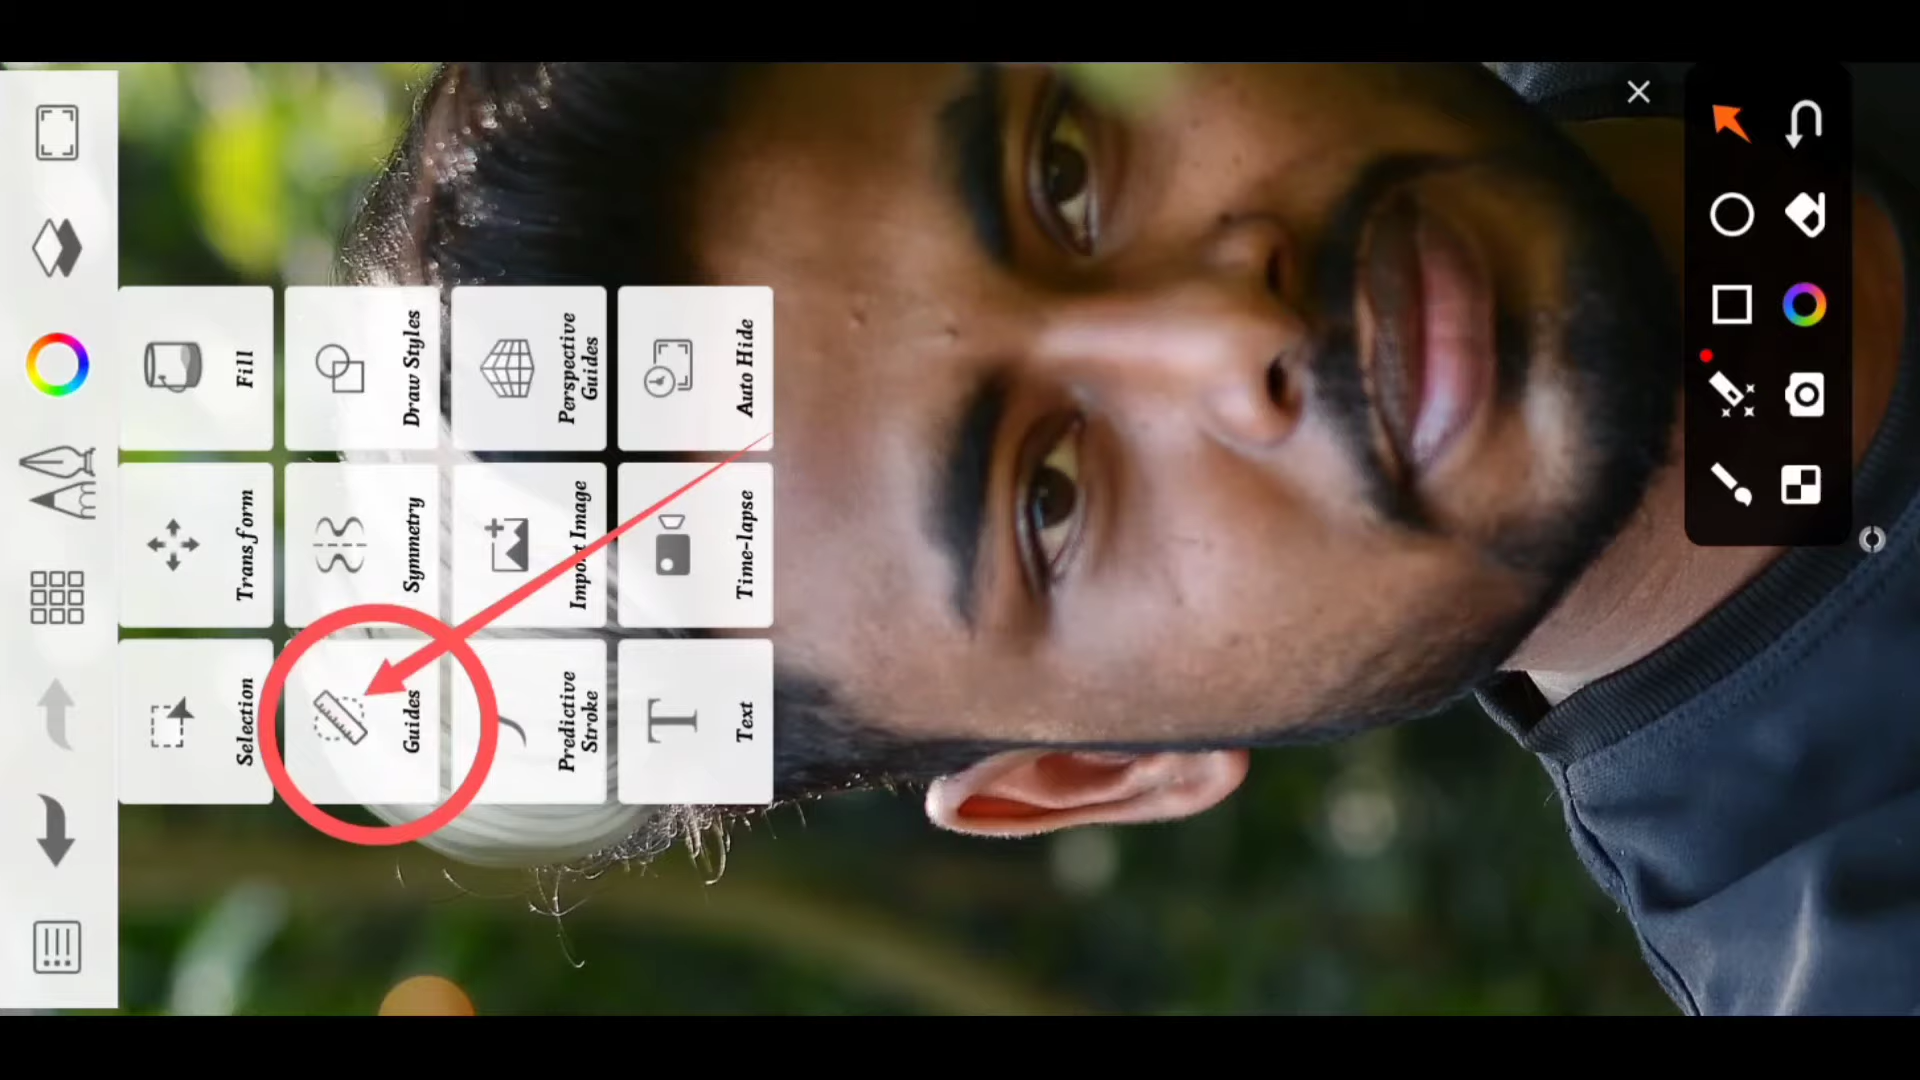 Selection
Transform
Fill
Guides
Symmetry
Draw Styles
Predictive
Stroke
Import Image
Perspective
Guides
Text
Time-lapse
Auto Hide